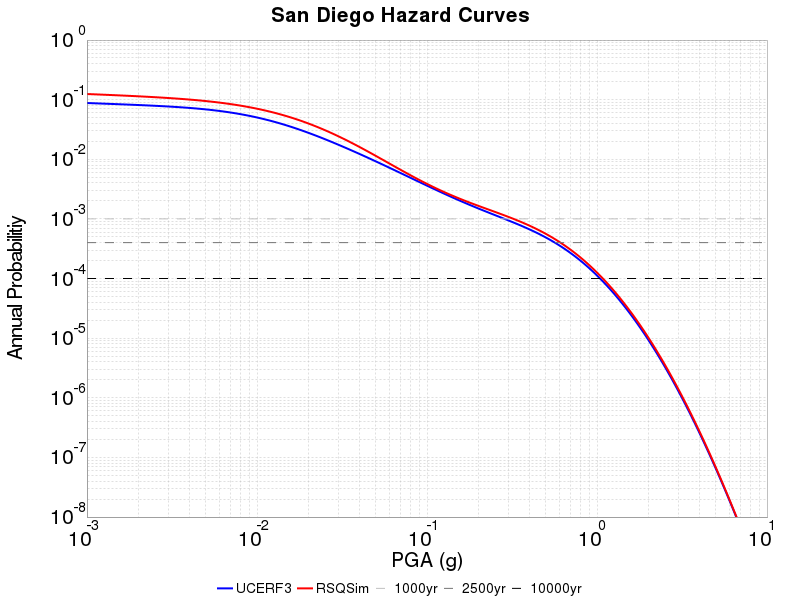 San Diego Hazard Curves
10^0
10^-1
10^-2
10^-3
10^-4
10^-5
10^-6
10^-7
10^-8
Annual Probabilitiy
10^-3 10^-2 10^-1 10^0 10^1
PGA (g)
UCERF3 RSQSim 1000yr 2500yr 10000yr